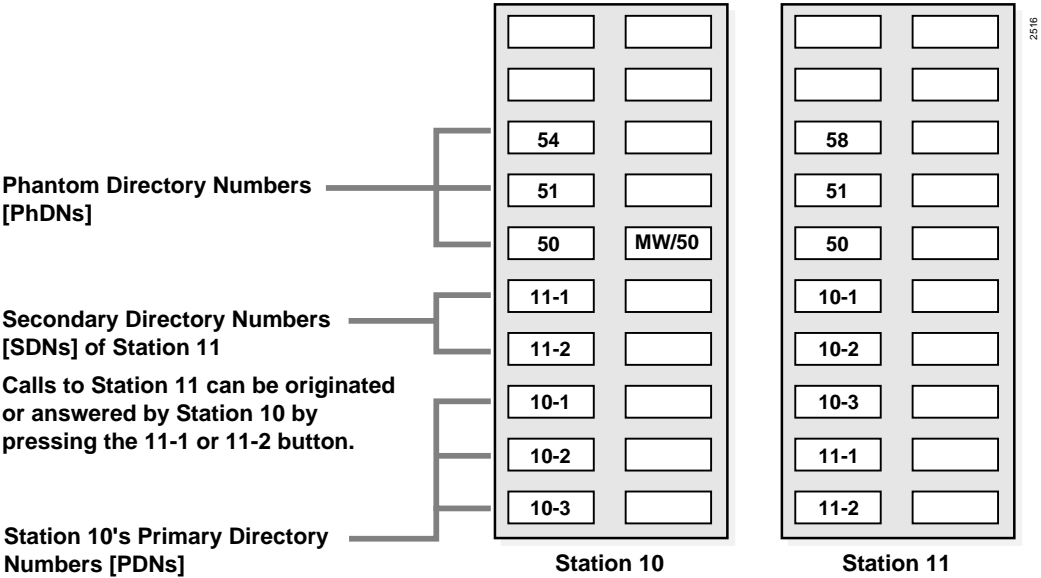 2516
54
58
Phantom Directory Numbers
[PhDNs]
51
51
50
MW/50
50
11-1
10-1
Secondary Directory Numbers
[SDNs] of Station 11
11-2
10-2
Calls to Station 11 can be originated
or answered by Station 10 by
pressing the 11-1 or 11-2 button.
10-1
10-3
10-2
11-1
10-3
11-2
Station 10's Primary Directory
Numbers [PDNs]
Station 10
Station 11